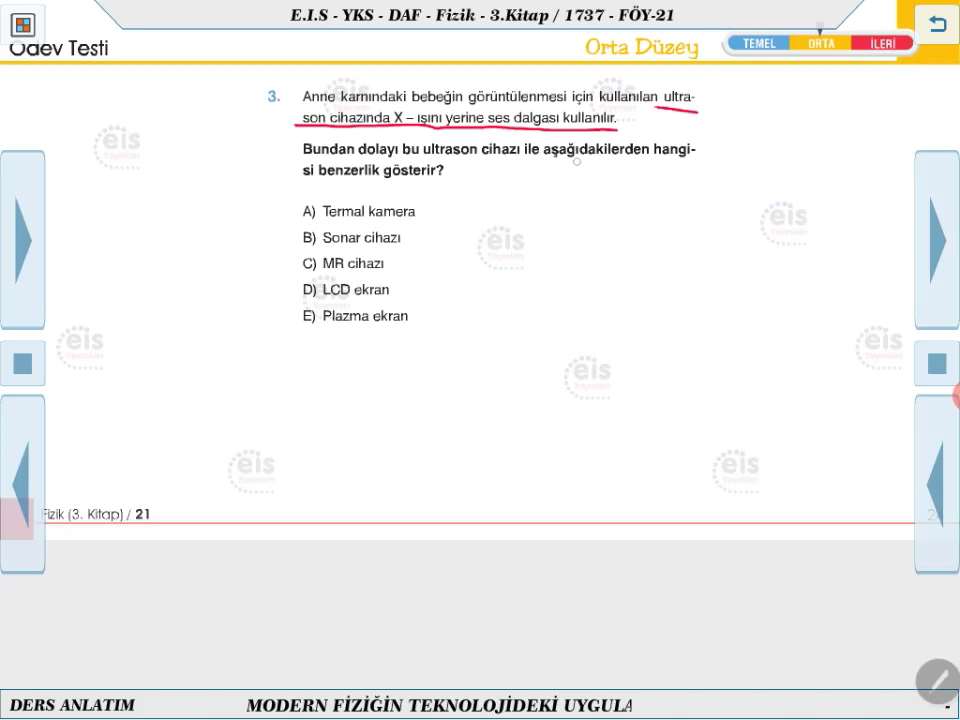 E.I.S - YKS - DAF - Fizik - 3.Kitap / 1737 - FÖY-21
Ödev Testi
Orta Düzey
TEMEL ORTA İLERİ
3. Anne karnındaki bebeğin görüntülenmesi için kullanılan ultra-
son cihazında X – ışını yerine ses dalgası kullanılır.
Bundan dolayı bu ultrason cihazı ile aşağıdakilerden hangi-
si benzerlik gösterir?
A) Termal kamera
B) Sonar cihazı
C) MR cihazı
D) LCD ekran
E) Plazma ekran
eis
Yayınları
Fizik (3. Kitap) / 21
DERS ANLATIM
MODERN FİZİĞİN TEKNOLOJİDEKİ UYGULA
-